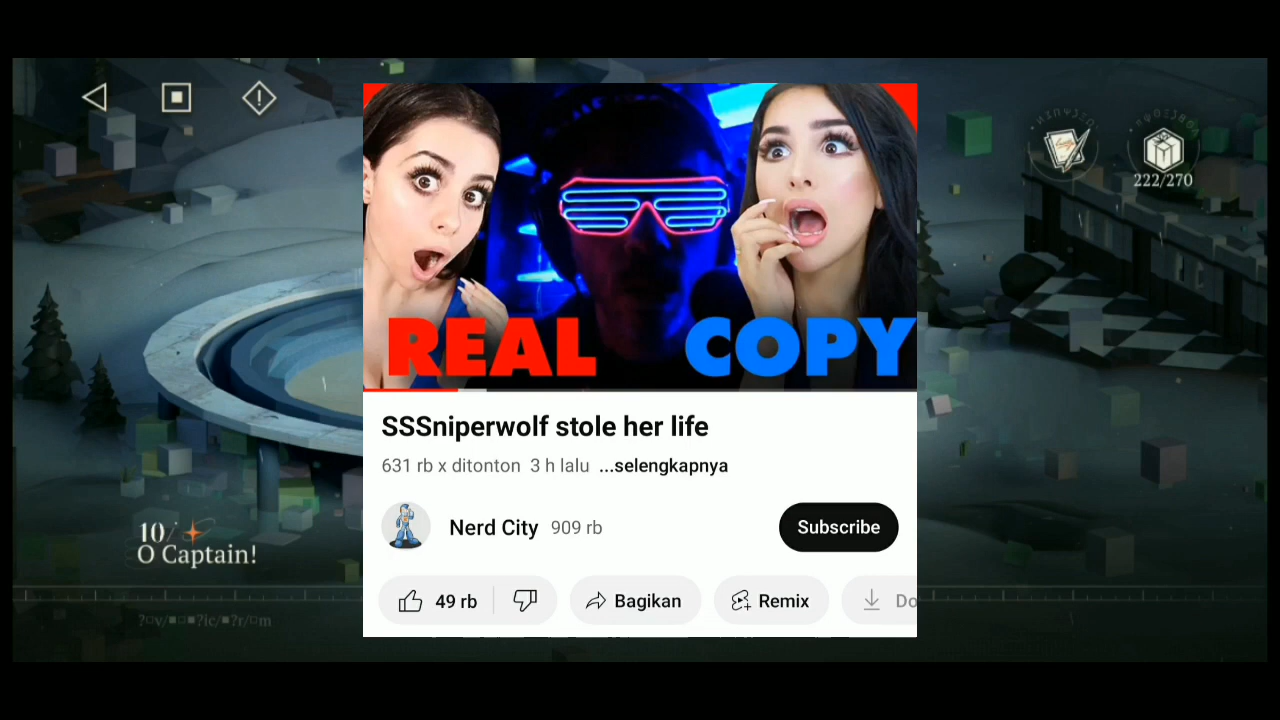 222/270
REAL COPY
SSSniperwolf stole her life
631 rb x ditonton 3 h lalu ...selengkapnya
Nerd City 909 rb
Subscribe
49 rb
Bagikan
Remix
Do
10/
O Captain!